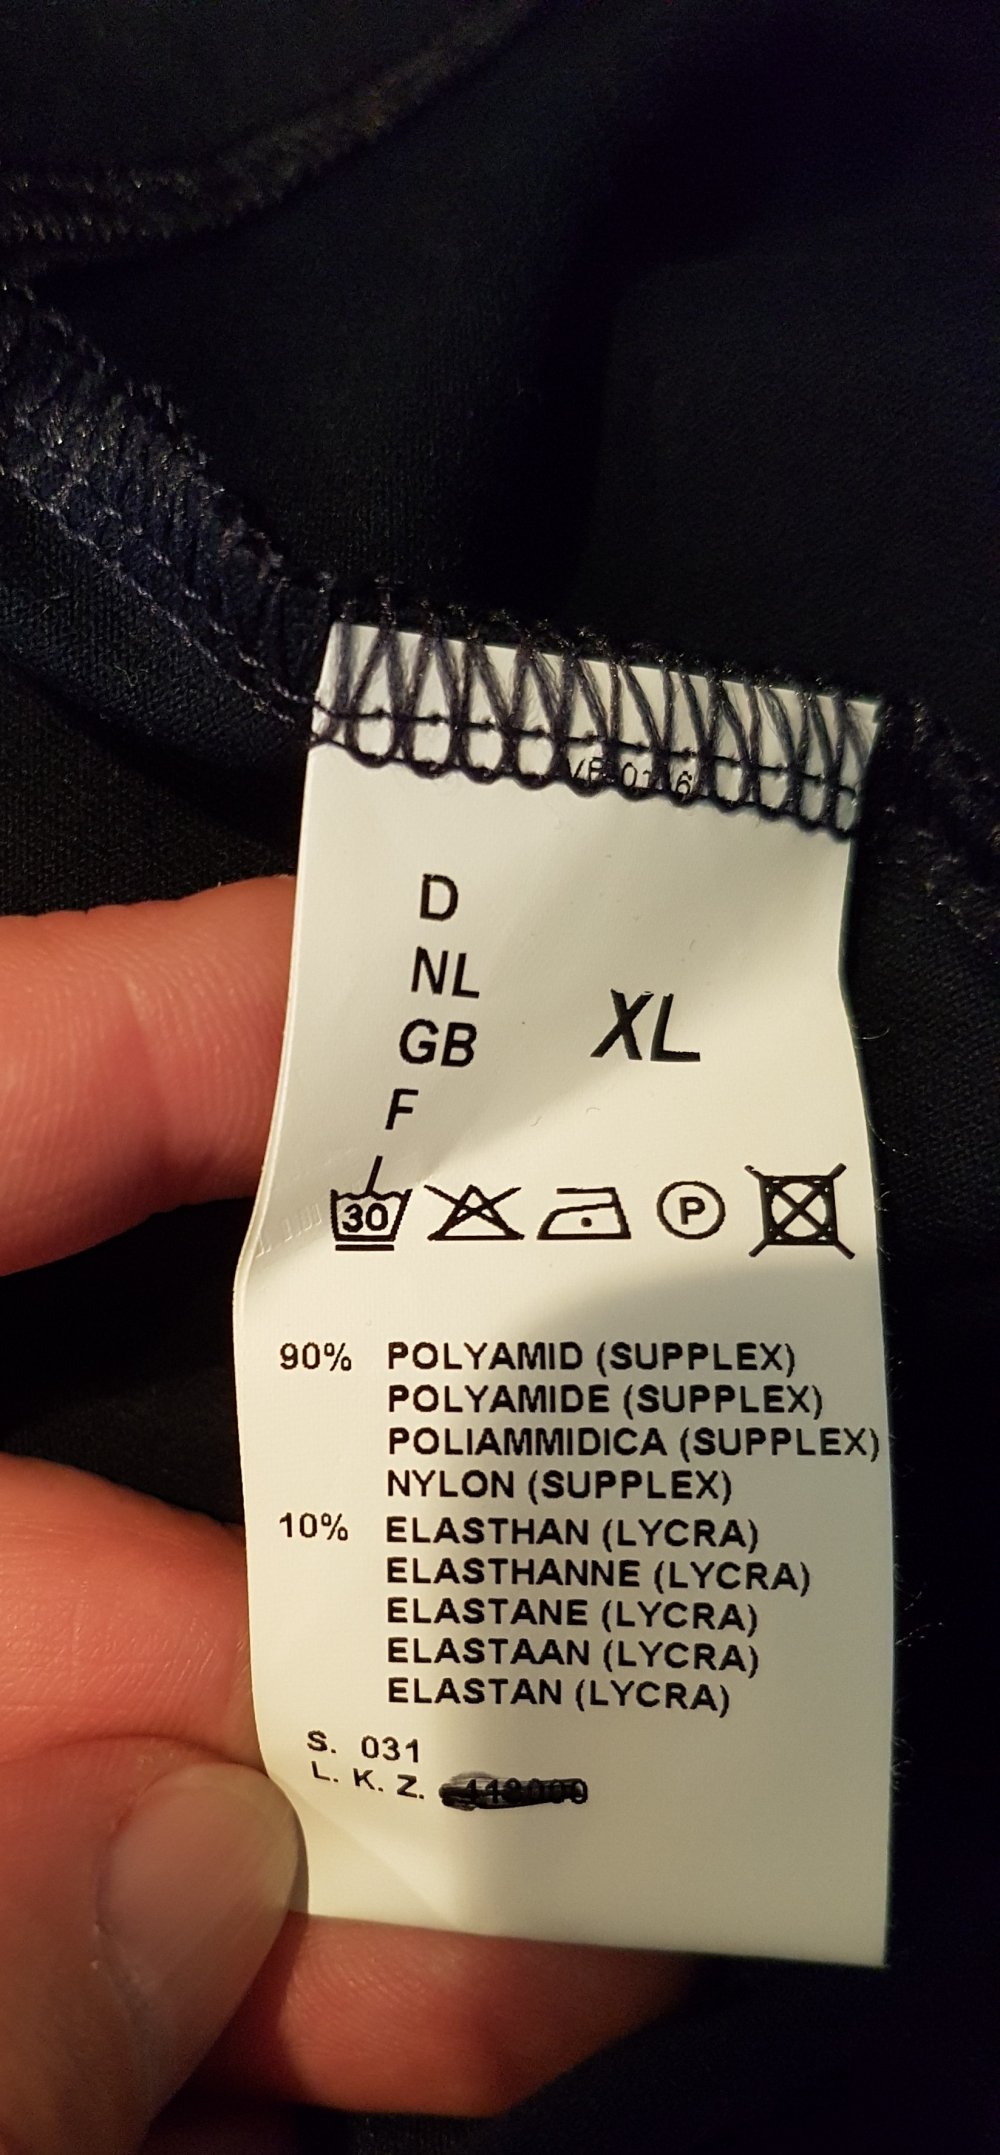 D
NL
GB
F
XL
30
P
90% POLYAMID (SUPPLEX)
POLYAMIDE (SUPPLEX)
POLIAMMIDICA (SUPPLEX)
NYLON (SUPPLEX)
10% ELASTHAN (LYCRA)
ELASTHANNE (LYCRA)
ELASTANE (LYCRA)
ELASTAAN (LYCRA)
ELASTAN (LYCRA)
S. 031
L. K. Z.